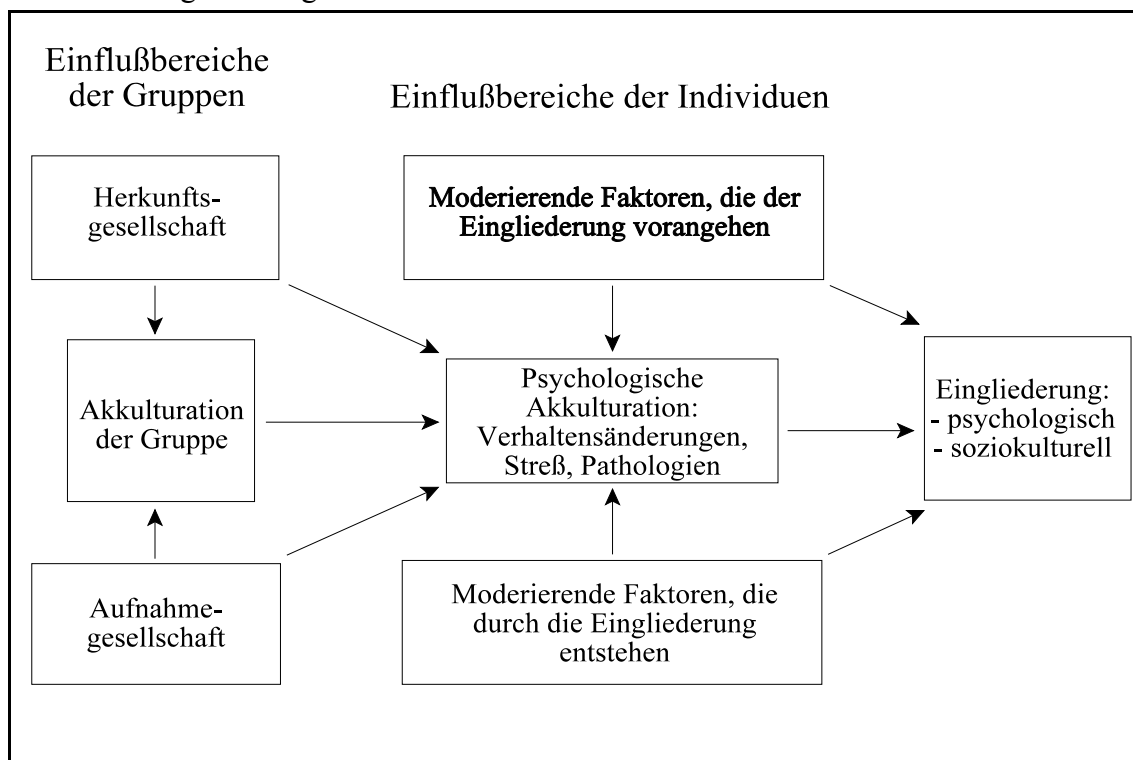 Einflußbereiche
der Gruppen
Einflußbereiche der Individuen
Herkunfts-
gesellschaft
Moderierende Faktoren, die der
Eingliederung vorangehen
Akkulturation
der Gruppe
Psychologische
Akkulturation:
Verhaltensänderungen,
Streß, Pathologien
Eingliederung:
- psychologisch
- soziokulturell
Aufnahme-
gesellschaft
Moderierende Faktoren, die
durch die Eingliederung
entstehen